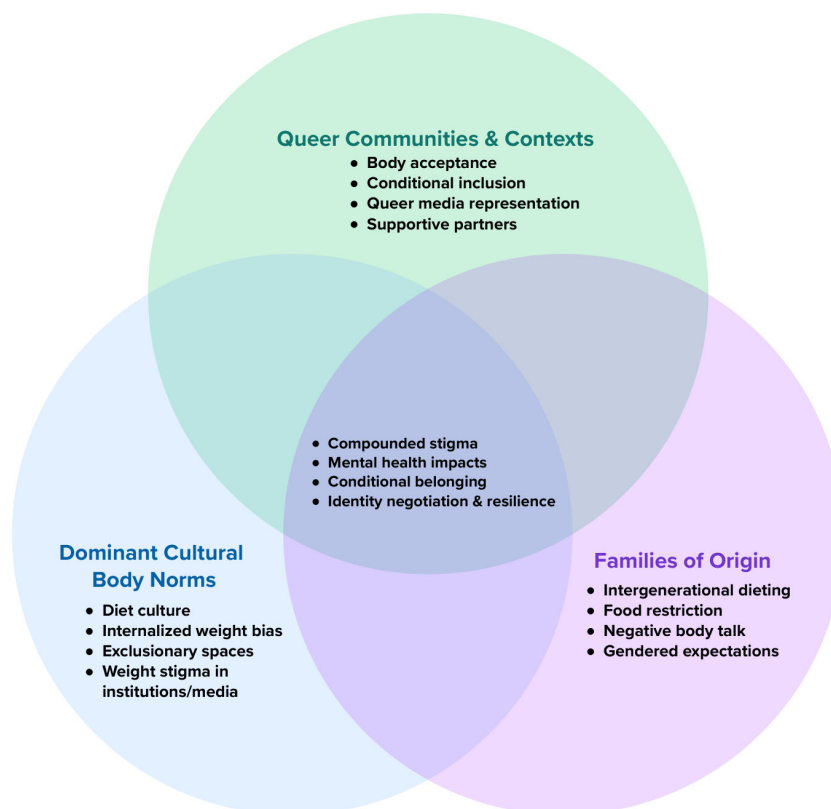 Queer Communities & Contexts
● Body acceptance
● Conditional inclusion
● Queer media representation
● Supportive partners
● Compounded stigma
● Mental health impacts
● Conditional belonging
● Identity negotiation & resilience
Dominant Cultural
Body Norms
● Diet culture
● Internalized weight bias
● Exclusionary spaces
● Weight stigma in
institutions/media
Families of Origin
● Intergenerational dieting
● Food restriction
● Negative body talk
● Gendered expectations